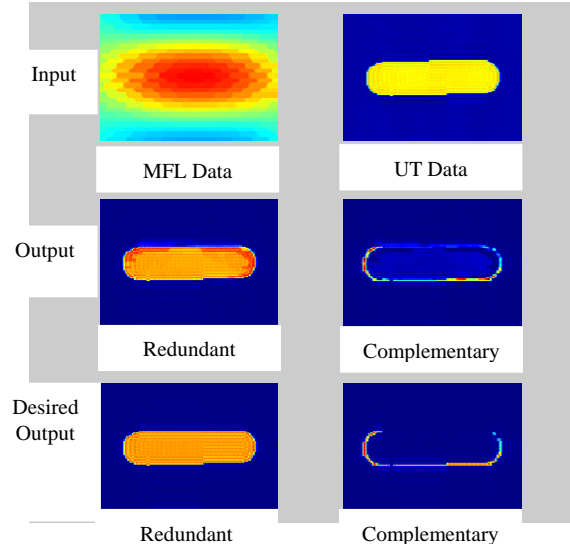 Input
MFL Data
UT Data
Output
Redundant
Complementary
Desired
Output
Redundant
Complementary